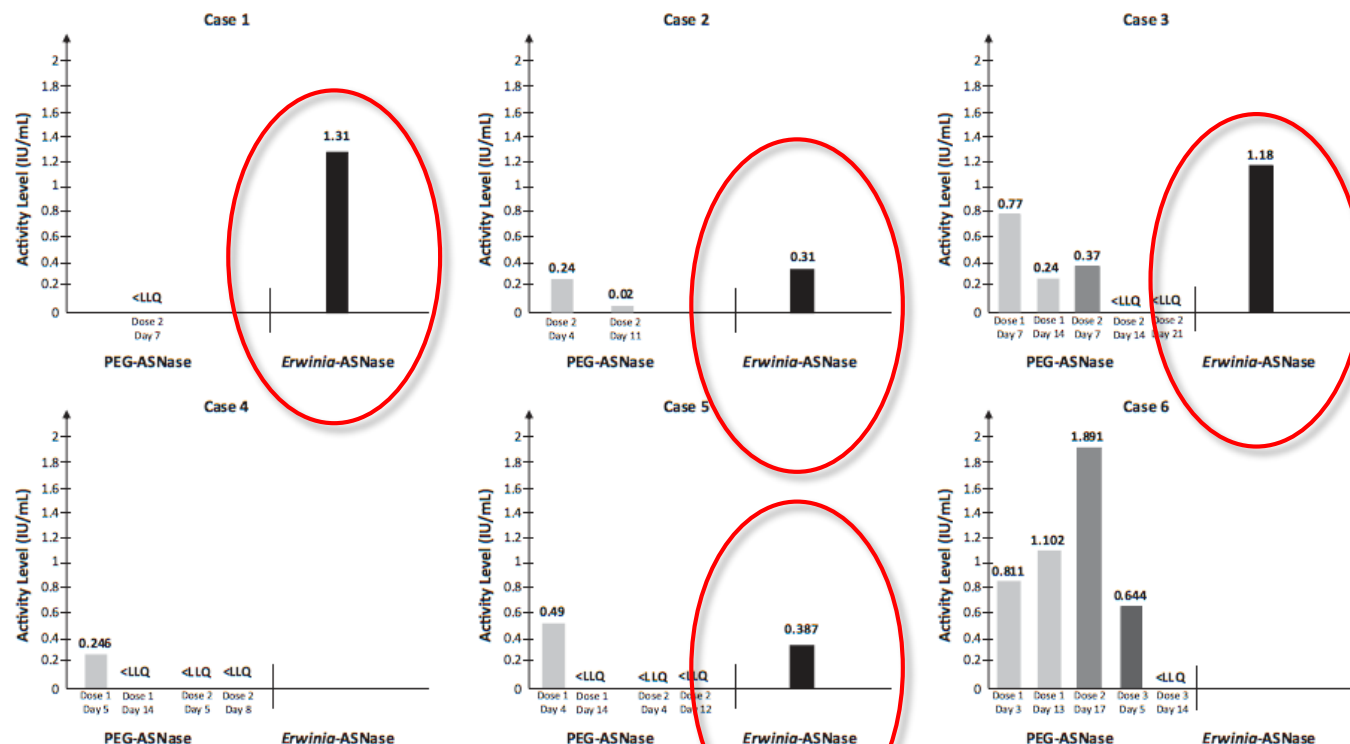 Case 1
Activity Level (IU/mL)
2
1.8
1.6
1.4
1.2
1
0.8
0.6
0.4
0.2
0
<LLQ
1.31
Dose 2
Day 7
PEG-ASNase
Erwinia-ASNase
Case 2
Activity Level (IU/mL)
2
1.8
1.6
1.4
1.2
1
0.8
0.6
0.4
0.2
0
0.24
0.02
0.31
Dose 2 Dose 2
Day 4 Day 11
PEG-ASNase
Erwinia-ASNase
Case 3
Activity Level (IU/mL)
2
1.8
1.6
1.4
1.2
1
0.8
0.6
0.4
0.2
0
0.77
0.24
0.37
<LLQ
<LLQ
1.18
Dose 1 Dose 1 Dose 2 Dose 2 Dose 2
Day 7 Day 14 Day 7 Day 14 Day 21
PEG-ASNase
Erwinia-ASNase
Case 4
Activity Level (IU/mL)
2
1.8
1.6
1.4
1.2
1
0.8
0.6
0.4
0.2
0
0.246
<LLQ
<LLQ
<LLQ
Dose 1 Dose 1 Dose 2 Dose 2
Day 5 Day 14 Day 5 Day 8
PEG-ASNase
Erwinia-ASNase
Case 5
Activity Level (IU/mL)
2
1.8
1.6
1.4
1.2
1
0.8
0.6
0.4
0.2
0
0.49
<LLQ
<LLQ
<LLQ
0.387
Dose 1 Dose 1 Dose 2 Dose 2
Day 4 Day 14 Day 4 Day 12
PEG-ASNase
Erwinia-ASNase
Case 6
Activity Level (IU/mL)
2
1.8
1.6
1.4
1.2
1
0.8
0.6
0.4
0.2
0
0.811
1.102
1.891
0.644
<LLQ
Dose 1 Dose 1 Dose 2 Dose 3 Dose 3
Day 3 Day 13 Day 17 Day 5 Day 14
PEG-ASNase
Erwinia-ASNase